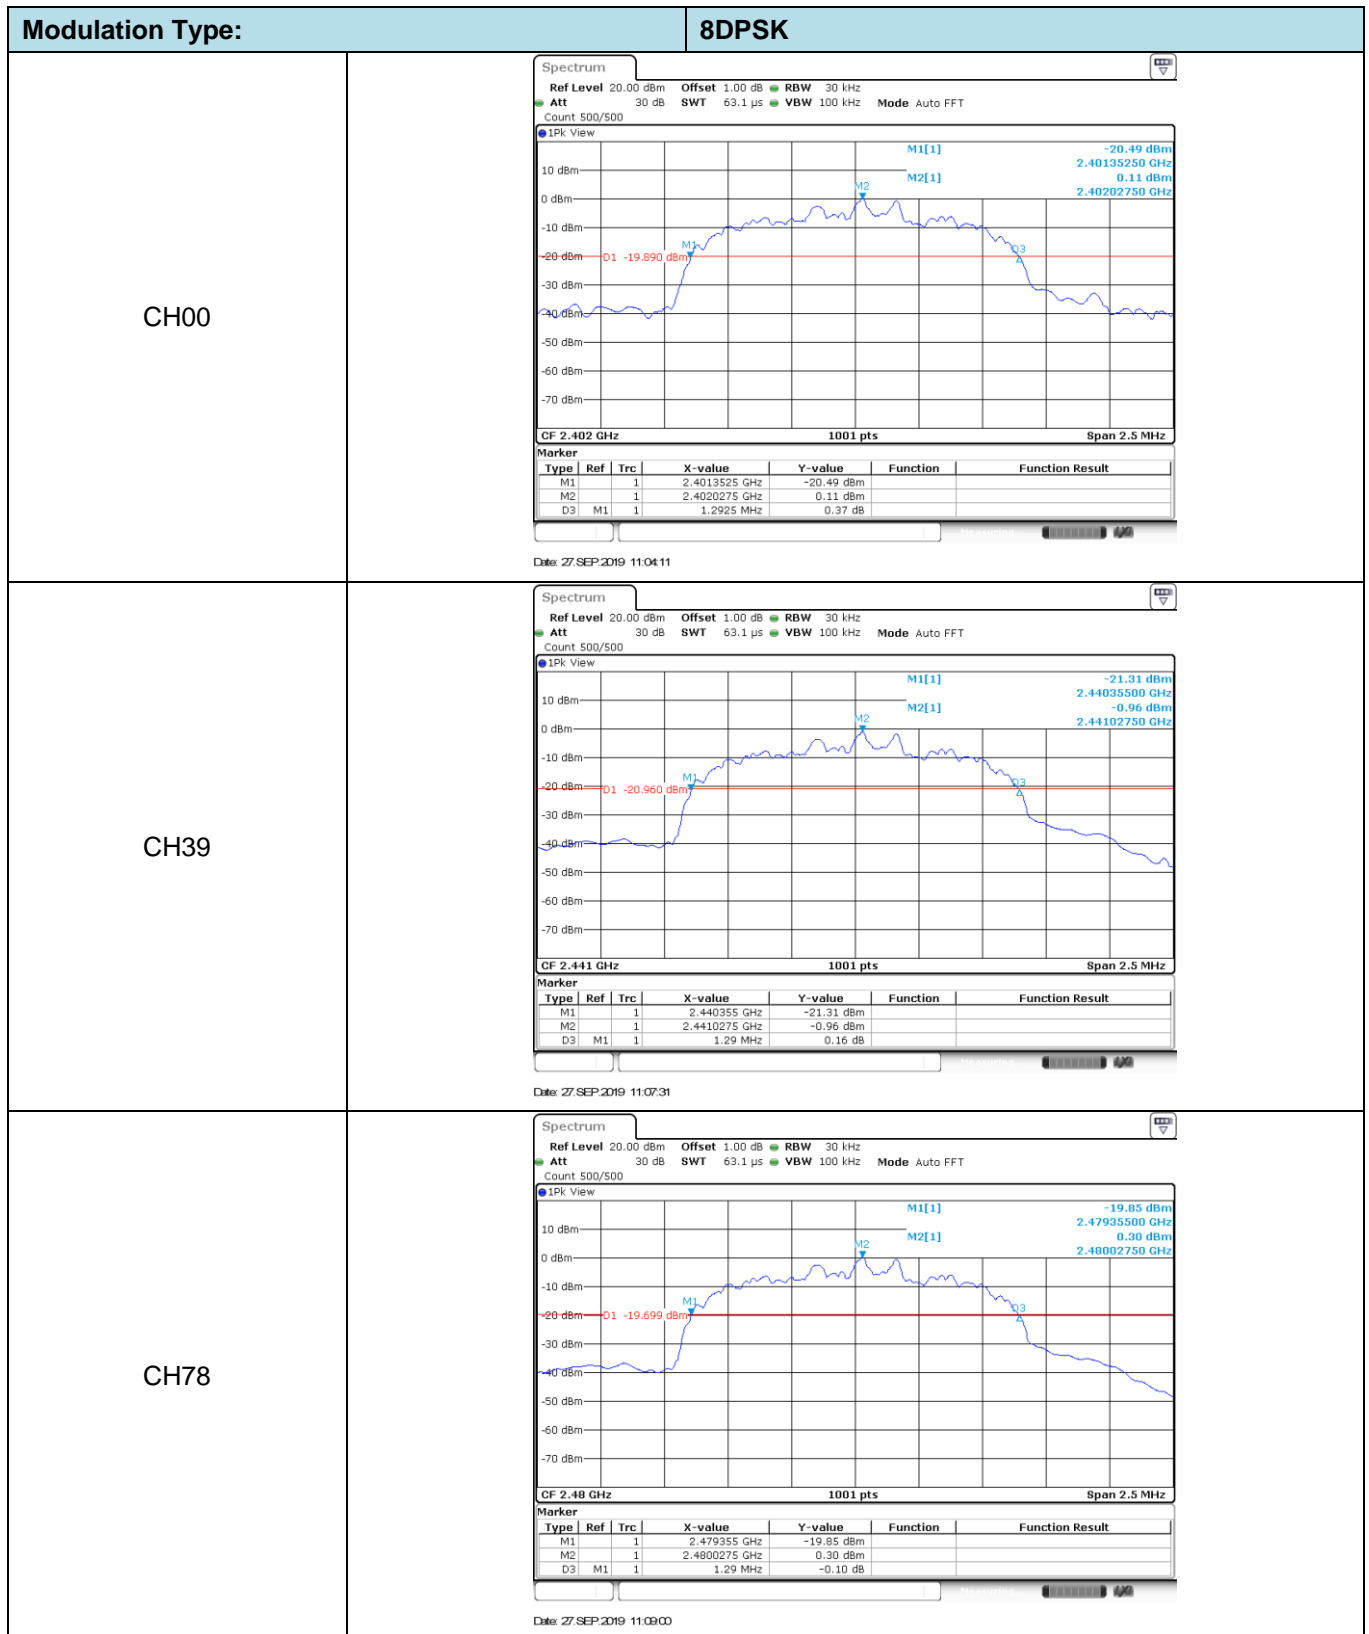 Modulation Type: 8DPSK
CH00
Spectrum
Ref Level 20.00 dBm Offset 1.00 dB RBW 30 kHz
Att 30 dB SWT 63.1 µs VBW 100 kHz Mode Auto FFT
Count 500/500
1Pk View
M1[1] -20.49 dBm
2.40135250 GHz
10 dBm
M2[1] 0.11 dBm
2.40202750 GHz
M2
0 dBm
-10 dBm
M1
D3
-20 dBm
D1 -19.890 dBm
-30 dBm
-40 dBm
-50 dBm
-60 dBm
-70 dBm
CF 2.402 GHz 1001 pts Span 2.5 MHz
Marker
Type Ref Trc X-value Y-value Function Function Result
M1 1 2.4013525 GHz -20.49 dBm
M2 1 2.4020275 GHz 0.11 dBm
D3 M1 1 1.2925 MHz 0.37 dB
Date: 27.SEP.2019 11:04:11
CH39
Spectrum
Ref Level 20.00 dBm Offset 1.00 dB RBW 30 kHz
Att 30 dB SWT 63.1 µs VBW 100 kHz Mode Auto FFT
Count 500/500
1Pk View
M1[1] -21.31 dBm
2.44035500 GHz
10 dBm
M2[1] -0.96 dBm
2.44102750 GHz
M2
0 dBm
-10 dBm
M1
D3
-20 dBm
D1 -20.960 dBm
-30 dBm
-40 dBm
-50 dBm
-60 dBm
-70 dBm
CF 2.441 GHz 1001 pts Span 2.5 MHz
Marker
Type Ref Trc X-value Y-value Function Function Result
M1 1 2.440355 GHz -21.31 dBm
M2 1 2.4410275 GHz -0.96 dBm
D3 M1 1 1.29 MHz 0.16 dB
Date: 27.SEP.2019 11:07:31
CH78
Spectrum
Ref Level 20.00 dBm Offset 1.00 dB RBW 30 kHz
Att 30 dB SWT 63.1 µs VBW 100 kHz Mode Auto FFT
Count 500/500
1Pk View
M1[1] -19.85 dBm
2.47935500 GHz
10 dBm
M2[1] 0.30 dBm
2.48002750 GHz
M2
0 dBm
-10 dBm
M1
D3
-20 dBm
D1 -19.699 dBm
-30 dBm
-40 dBm
-50 dBm
-60 dBm
-70 dBm
CF 2.48 GHz 1001 pts Span 2.5 MHz
Marker
Type Ref Trc X-value Y-value Function Function Result
M1 1 2.479355 GHz -19.85 dBm
M2 1 2.4800275 GHz 0.30 dBm
D3 M1 1 1.29 MHz -0.10 dB
Date: 27.SEP.2019 11:09:00